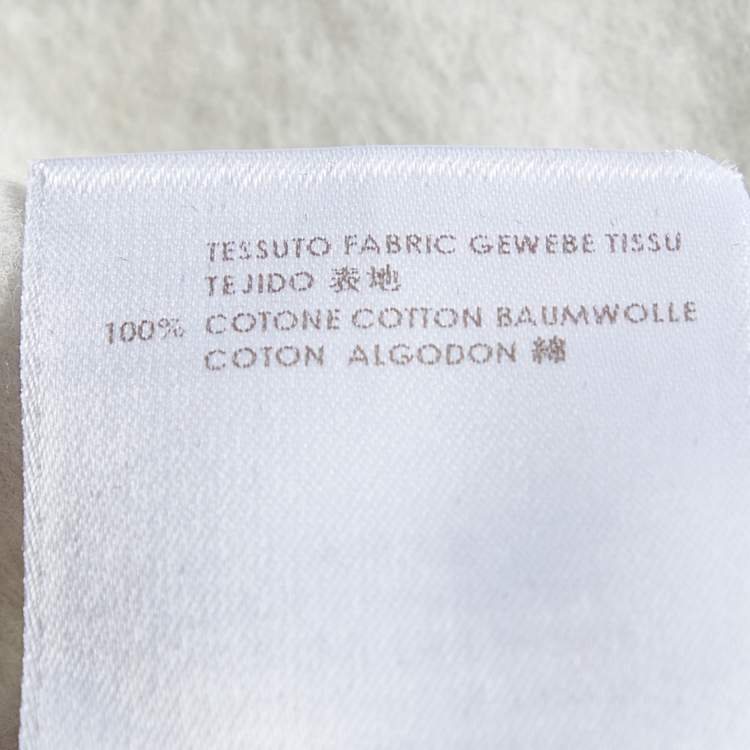 TESSUTO FABRIC GEWEBE TISSU
TEJIDO 表地
100% COTONE COTTON BAUMWOLLE
COTON ALGODON 綿